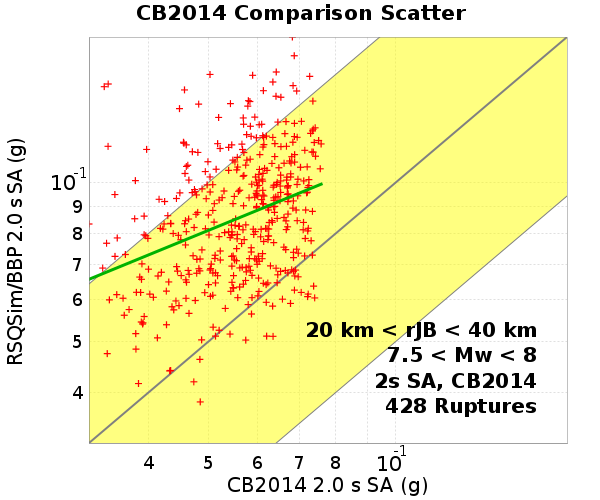 CB2014 Comparison Scatter
RSQSim/BBP 2.0 s SA (g)
10-1
9
8
7
6
5
4
20 km < rJB < 40 km
7.5 < Mw < 8
2s SA, CB2014
428 Ruptures
4 5 6 7 8 10-1
CB2014 2.0 s SA (g)